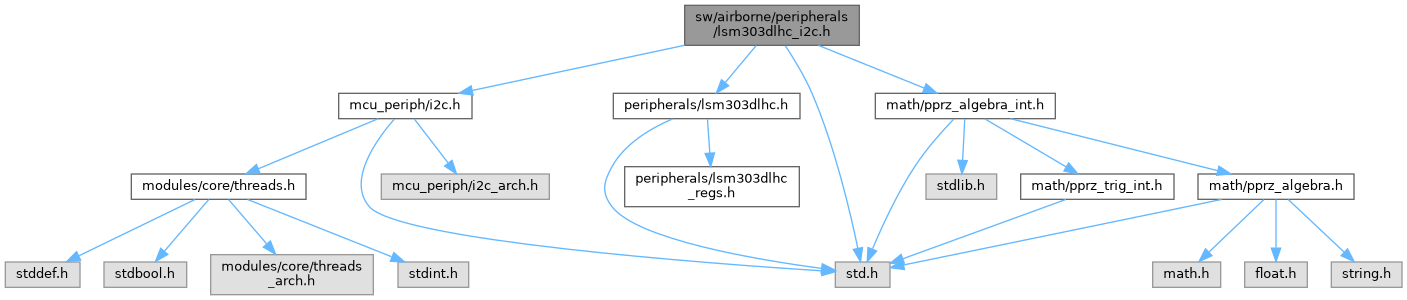 sw/airborne/peripherals
/lsm303dlhc_i2c.h
mcu_periph/i2c.h
peripherals/lsm303dlhc.h
math/pprz_algebra_int.h
modules/core/threads.h
mcu_periph/i2c_arch.h
peripherals/lsm303dlhc
_regs.h
stdlib.h
math/pprz_trig_int.h
math/pprz_algebra.h
stddef.h
stdbool.h
modules/core/threads
_arch.h
stdint.h
std.h
math.h
float.h
string.h